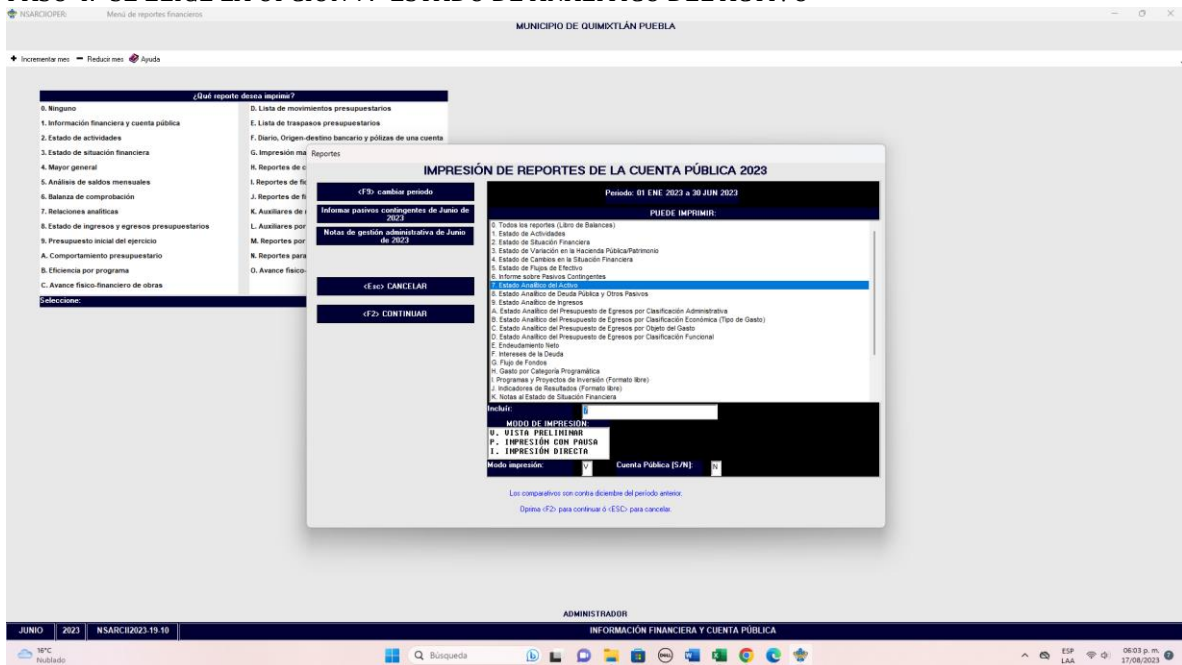 NSARCIIOPER: Menú de reportes financieros
MUNICIPIO DE QUIMIXTLÁN PUEBLA
Incrementar mes Reducir mes Ayuda
¿Qué reporte desea imprimir?
0. Ninguno
1. Información financiera y cuenta pública
2. Estado de actividades
3. Estado de situación financiera
4. Mayor general
5. Análisis de saldos mensuales
6. Balanza de comprobación
7. Relaciones analíticas
8. Estado de ingresos y egresos presupuestarios
9. Presupuesto inicial del ejercicio
A. Comportamiento presupuestario
B. Eficiencia por programa
C. Avance físico-financiero de obras
D. Lista de movimientos presupuestarios
E. Lista de traspasos presupuestarios
F. Diario, Origen-destino bancario y pólizas de una cuenta
G. Impresión ma
H. Reportes de c
I. Reportes de fic
J. Reportes de fi
K. Auxiliares de
L. Auxiliares por
M. Reportes por
N. Reportes para
O. Avance físico-
Seleccione:
Reportes
IMPRESIÓN DE REPORTES DE LA CUENTA PÚBLICA 2023
<F9> cambiar periodo
Informar pasivos contingentes de Junio de 2023
Notas de gestión administrativa de Junio de 2023
<Esc> CANCELAR
<F2> CONTINUAR
Periodo: 01 ENE 2023 a 30 JUN 2023
PUEDE IMPRIMIR:
0. Todos los reportes (Libro de Balances)
1. Estado de Actividades
2. Estado de Situación Financiera
3. Estado de Variación en la Hacienda Pública/Patrimonio
4. Estado de Cambios en la Situación Financiera
5. Estado de Flujos de Efectivo
6. Informe sobre Pasivos Contingentes
7. Estado Analítico del Activo
8. Estado Analítico de Deuda Pública y Otros Pasivos
9. Estado Analítico de Ingresos
A. Estado Analítico del Presupuesto de Egresos por Clasificación Administrativa
B. Estado Analítico del Presupuesto de Egresos por Clasificación Económica (Tipo de Gasto)
C. Estado Analítico del Presupuesto de Egresos por Objeto del Gasto
D. Estado Analítico del Presupuesto de Egresos por Clasificación Funcional
E. Endeudamiento Neto
F. Intereses de la Deuda
G. Flujo de Fondos
H. Gasto por Categoría Programática
I. Programas y Proyectos de Inversión (Formato libre)
J. Indicadores de Resultados (Formato libre)
K. Notas al Estado de Situación Financiera
Incluir: 7
MODO DE IMPRESION:
V. VISTA PRELIMINAR
P. IMPRESIÓN CON PAUSA
I. IMPRESIÓN DIRECTA
Modo impresión: V Cuenta Pública [S/N]: N
Los comparativos son contra diciembre del periodo anterior.
Oprima <F2> para continuar ó <ESC> para cancelar.
ADMINISTRADOR
JUNIO 2023 NSARCII2023-19.10 INFORMACIÓN FINANCIERA Y CUENTA PÚBLICA
16°C
Nublado
Búsqueda
ESP
LAA
06:03 p. m.
17/08/2023